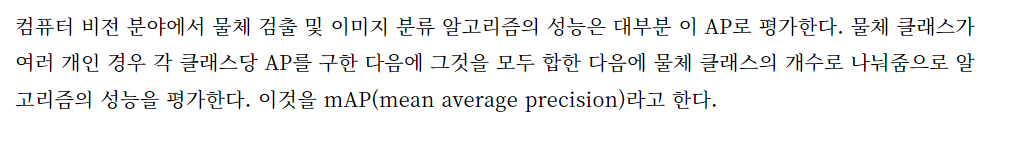 컴퓨터 비전 분야에서 물체 검출 및 이미지 분류 알고리즘의 성능은 대부분 이 AP로 평가한다. 물체 클래스가
여러 개인 경우 각 클래스당 AP를 구한 다음에 그것을 모두 합한 다음에 물체 클래스의 개수로 나눠줌으로 알
고리즘의 성능을 평가한다. 이것을 mAP(mean average precision)라고 한다.